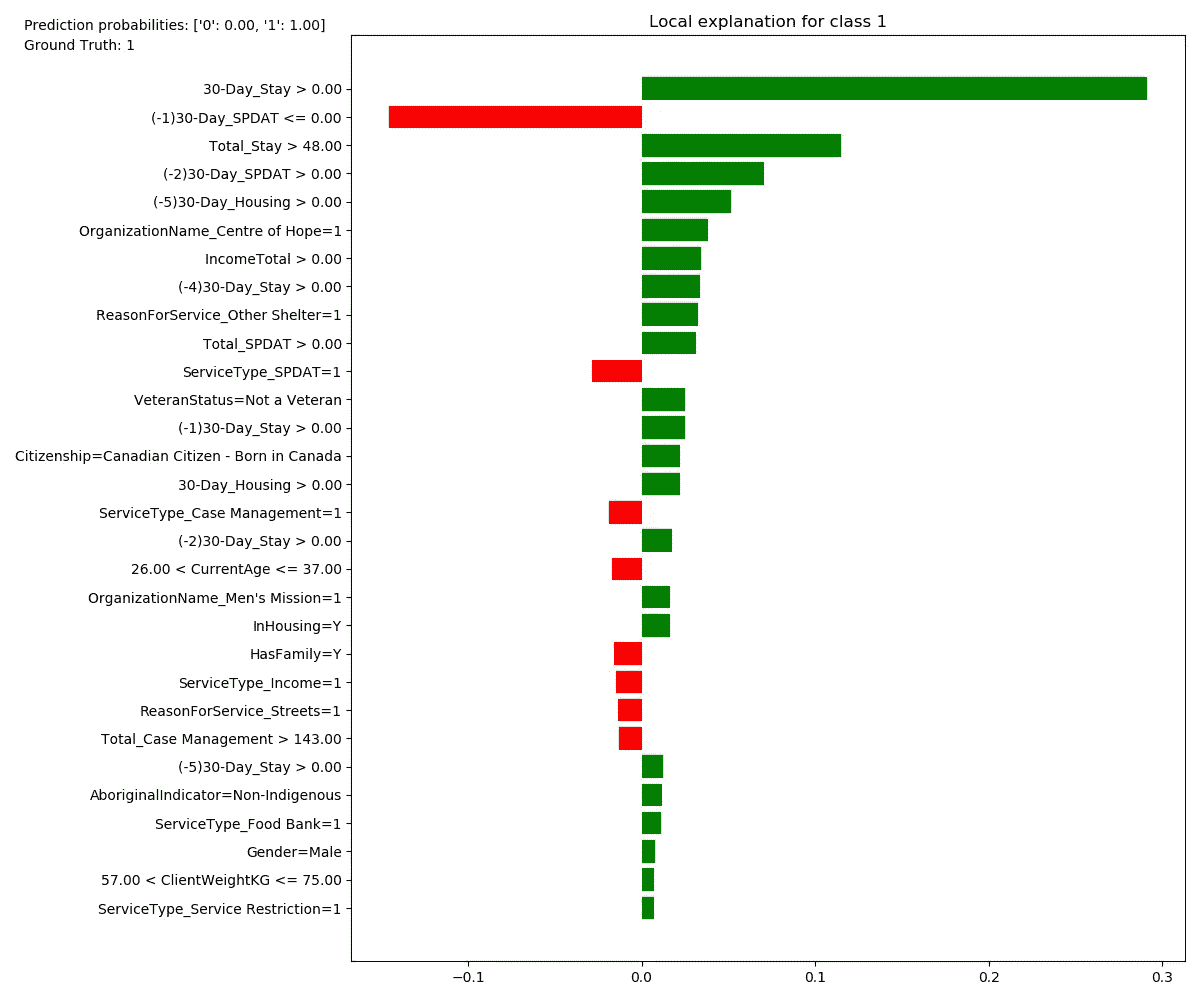 Prediction probabilities: ['0': 0.00, '1': 1.00]
Ground Truth: 1
Local explanation for class 1
30-Day_Stay > 0.00
(-1)30-Day_SPDAT <= 0.00
Total_Stay > 48.00
(-2)30-Day_SPDAT > 0.00
(-5)30-Day_Housing > 0.00
OrganizationName_Centre of Hope=1
IncomeTotal > 0.00
(-4)30-Day_Stay > 0.00
ReasonForService_Other Shelter=1
Total_SPDAT > 0.00
ServiceType_SPDAT=1
VeteranStatus=Not a Veteran
(-1)30-Day_Stay > 0.00
Citizenship=Canadian Citizen - Born in Canada
30-Day_Housing > 0.00
ServiceType_Case Management=1
(-2)30-Day_Stay > 0.00
26.00 < CurrentAge <= 37.00
OrganizationName_Men's Mission=1
InHousing=Y
HasFamily=Y
ServiceType_Income=1
ReasonForService_Streets=1
Total_Case Management > 143.00
(-5)30-Day_Stay > 0.00
AboriginalIndicator=Non-Indigenous
ServiceType_Food Bank=1
Gender=Male
57.00 < ClientWeightKG <= 75.00
ServiceType_Service Restriction=1
−0.1 0.0 0.1 0.2 0.3